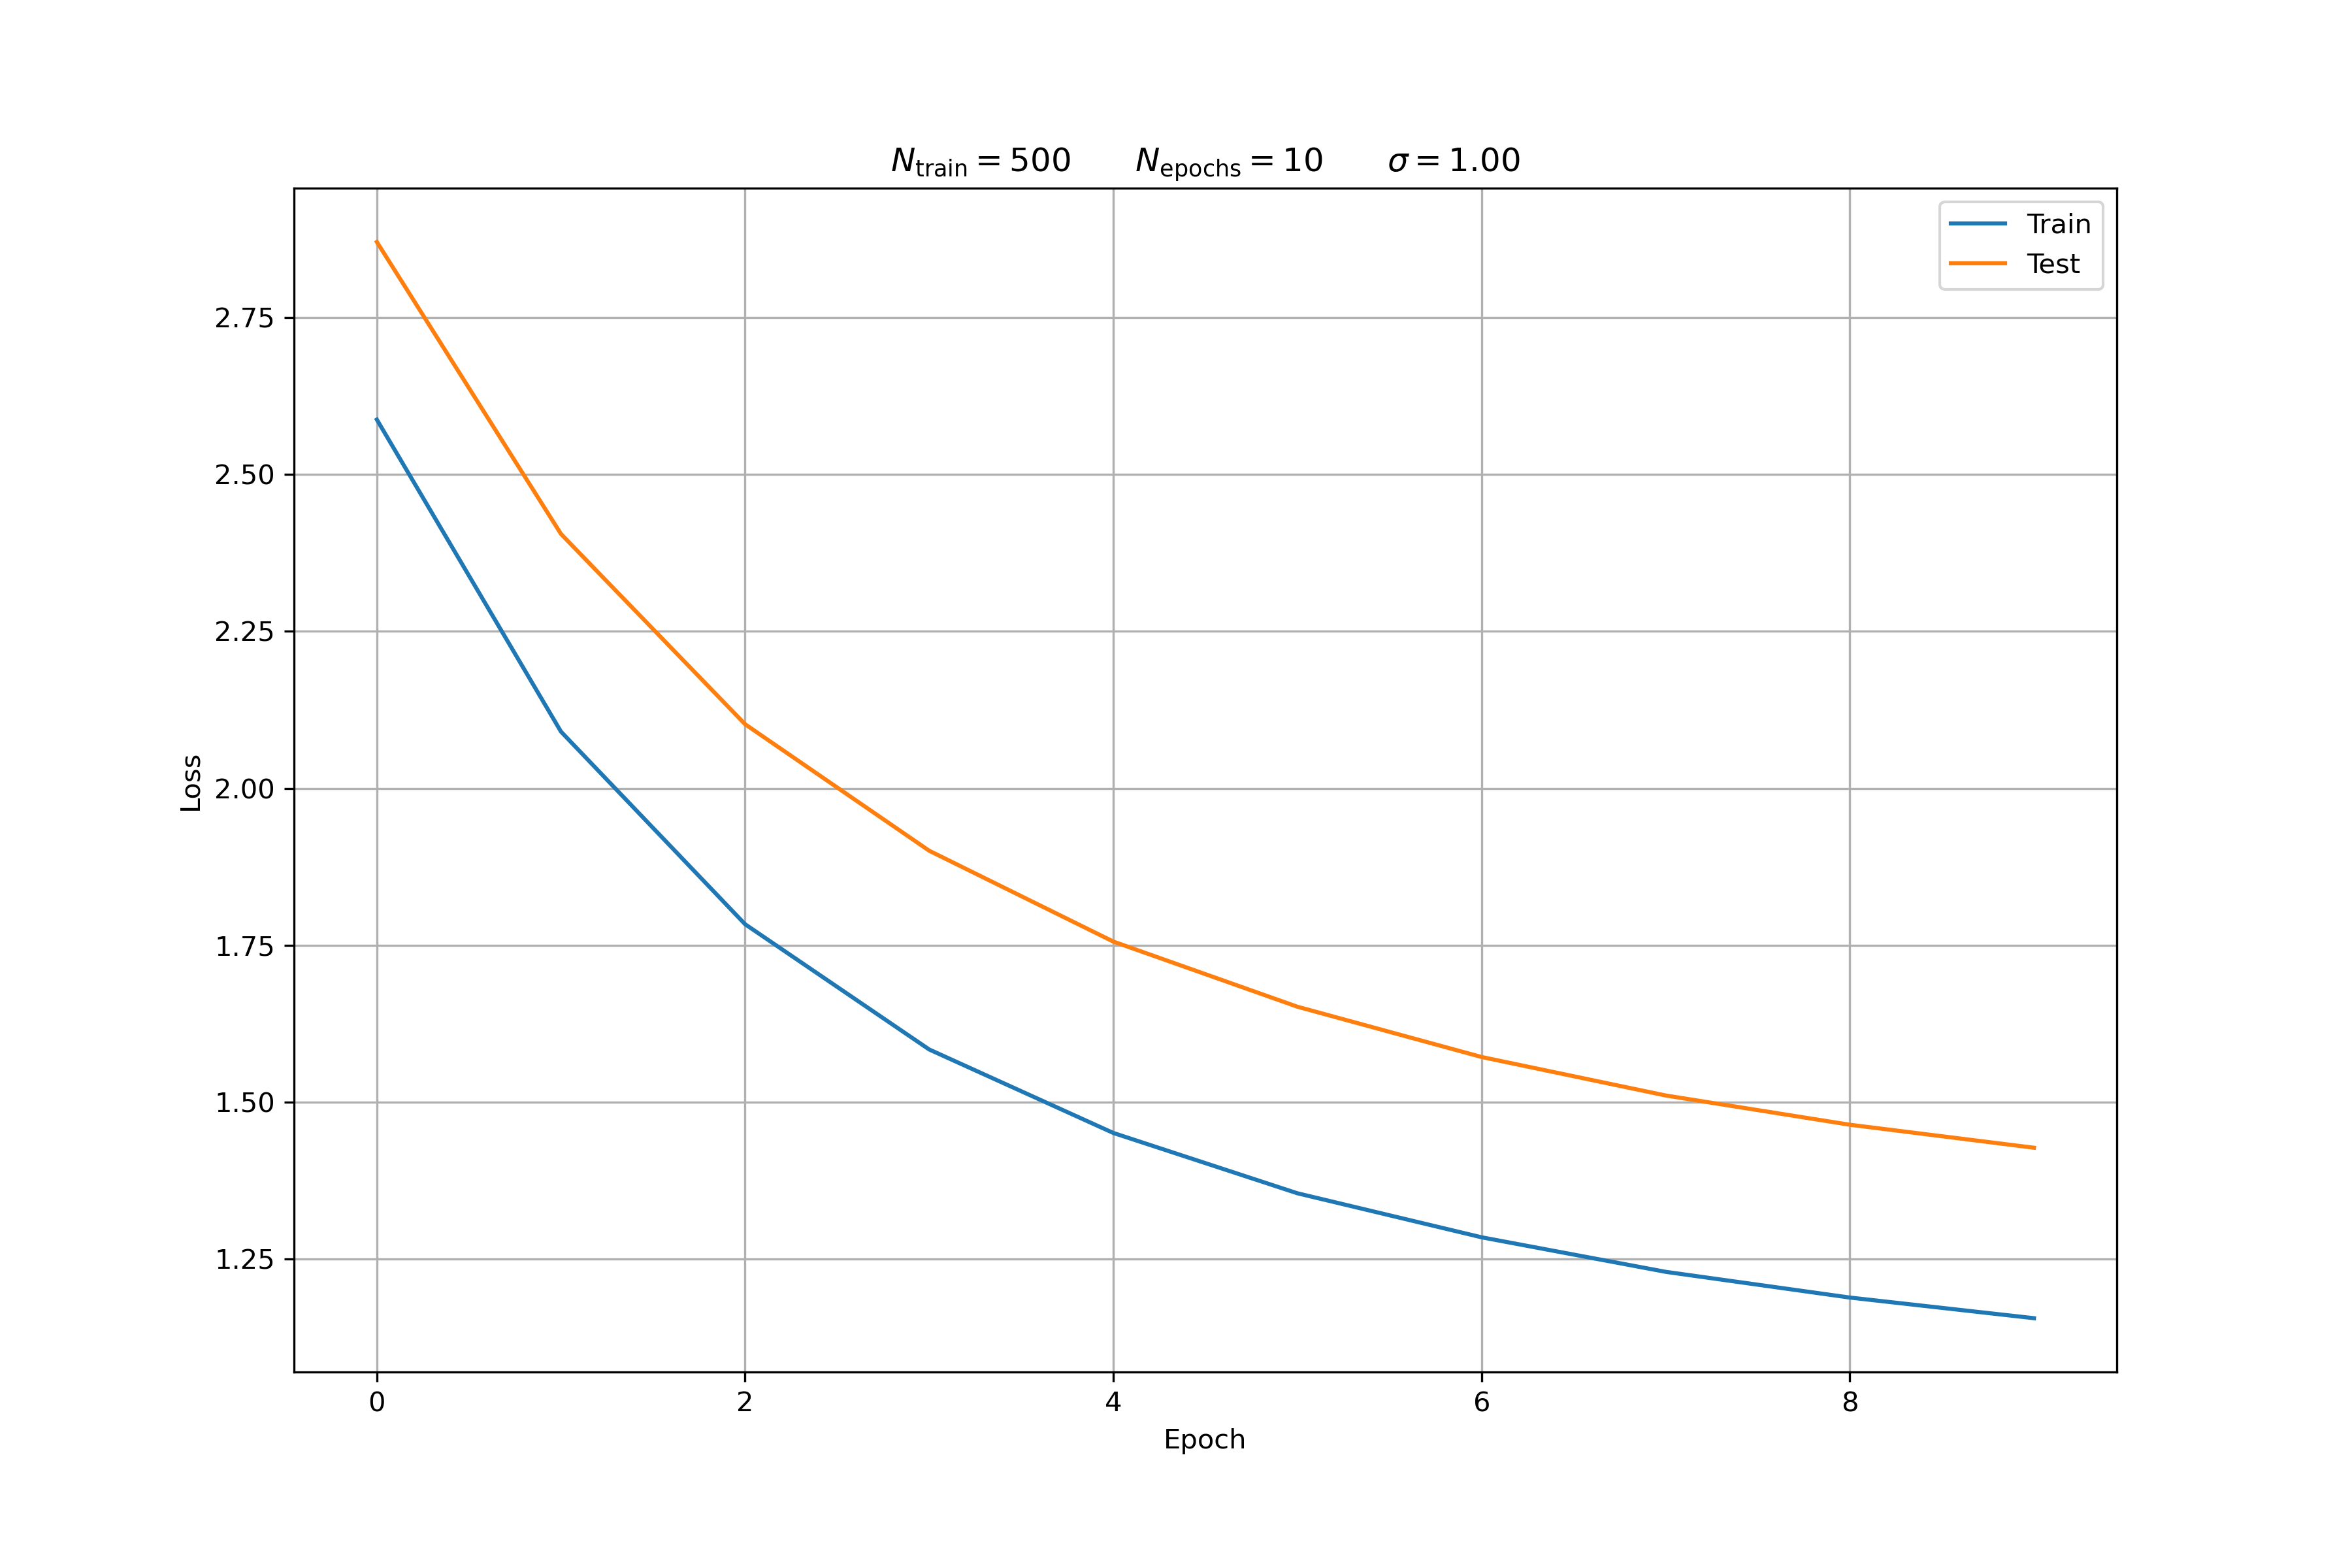 N_train = 500 N_epochs = 10 σ = 1.00
Train
Test
2.75
2.50
2.25
2.00
1.75
1.50
1.25
Loss
0 2 4 6 8
Epoch